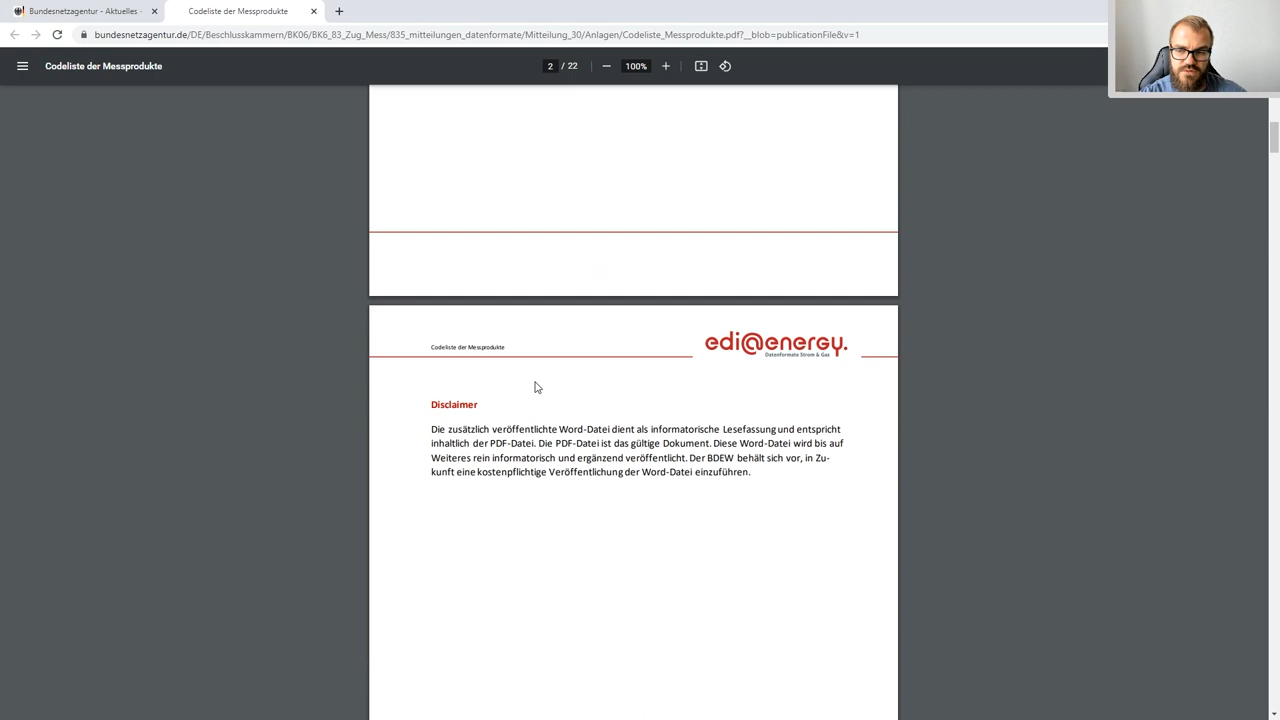 Bundesnetzagentur - Aktuelles -
Codeliste der Messprodukte
bundesnetzagentur.de/DE/Beschlusskammern/BK06/BK6_83_Zug_Mess/835_mitteilungen_datenformate/Mitteilung_30/Anlagen/Codeliste_Messprodukte.pdf?__blob=publicationFile&v=1
Codeliste der Messprodukte
2 / 22
100%
Codeliste der Messprodukte
edi@energy.
Datenformate Strom & Gas
Disclaimer
Die zusätzlich veröffentlichte Word-Datei dient als informatorische Lesefassung und entspricht
inhaltlich der PDF-Datei. Die PDF-Datei ist das gültige Dokument. Diese Word-Datei wird bis auf
Weiteres rein informatorisch und ergänzend veröffentlicht. Der BDEW behält sich vor, in Zu-
kunft eine kostenpflichtige Veröffentlichung der Word-Datei einzuführen.